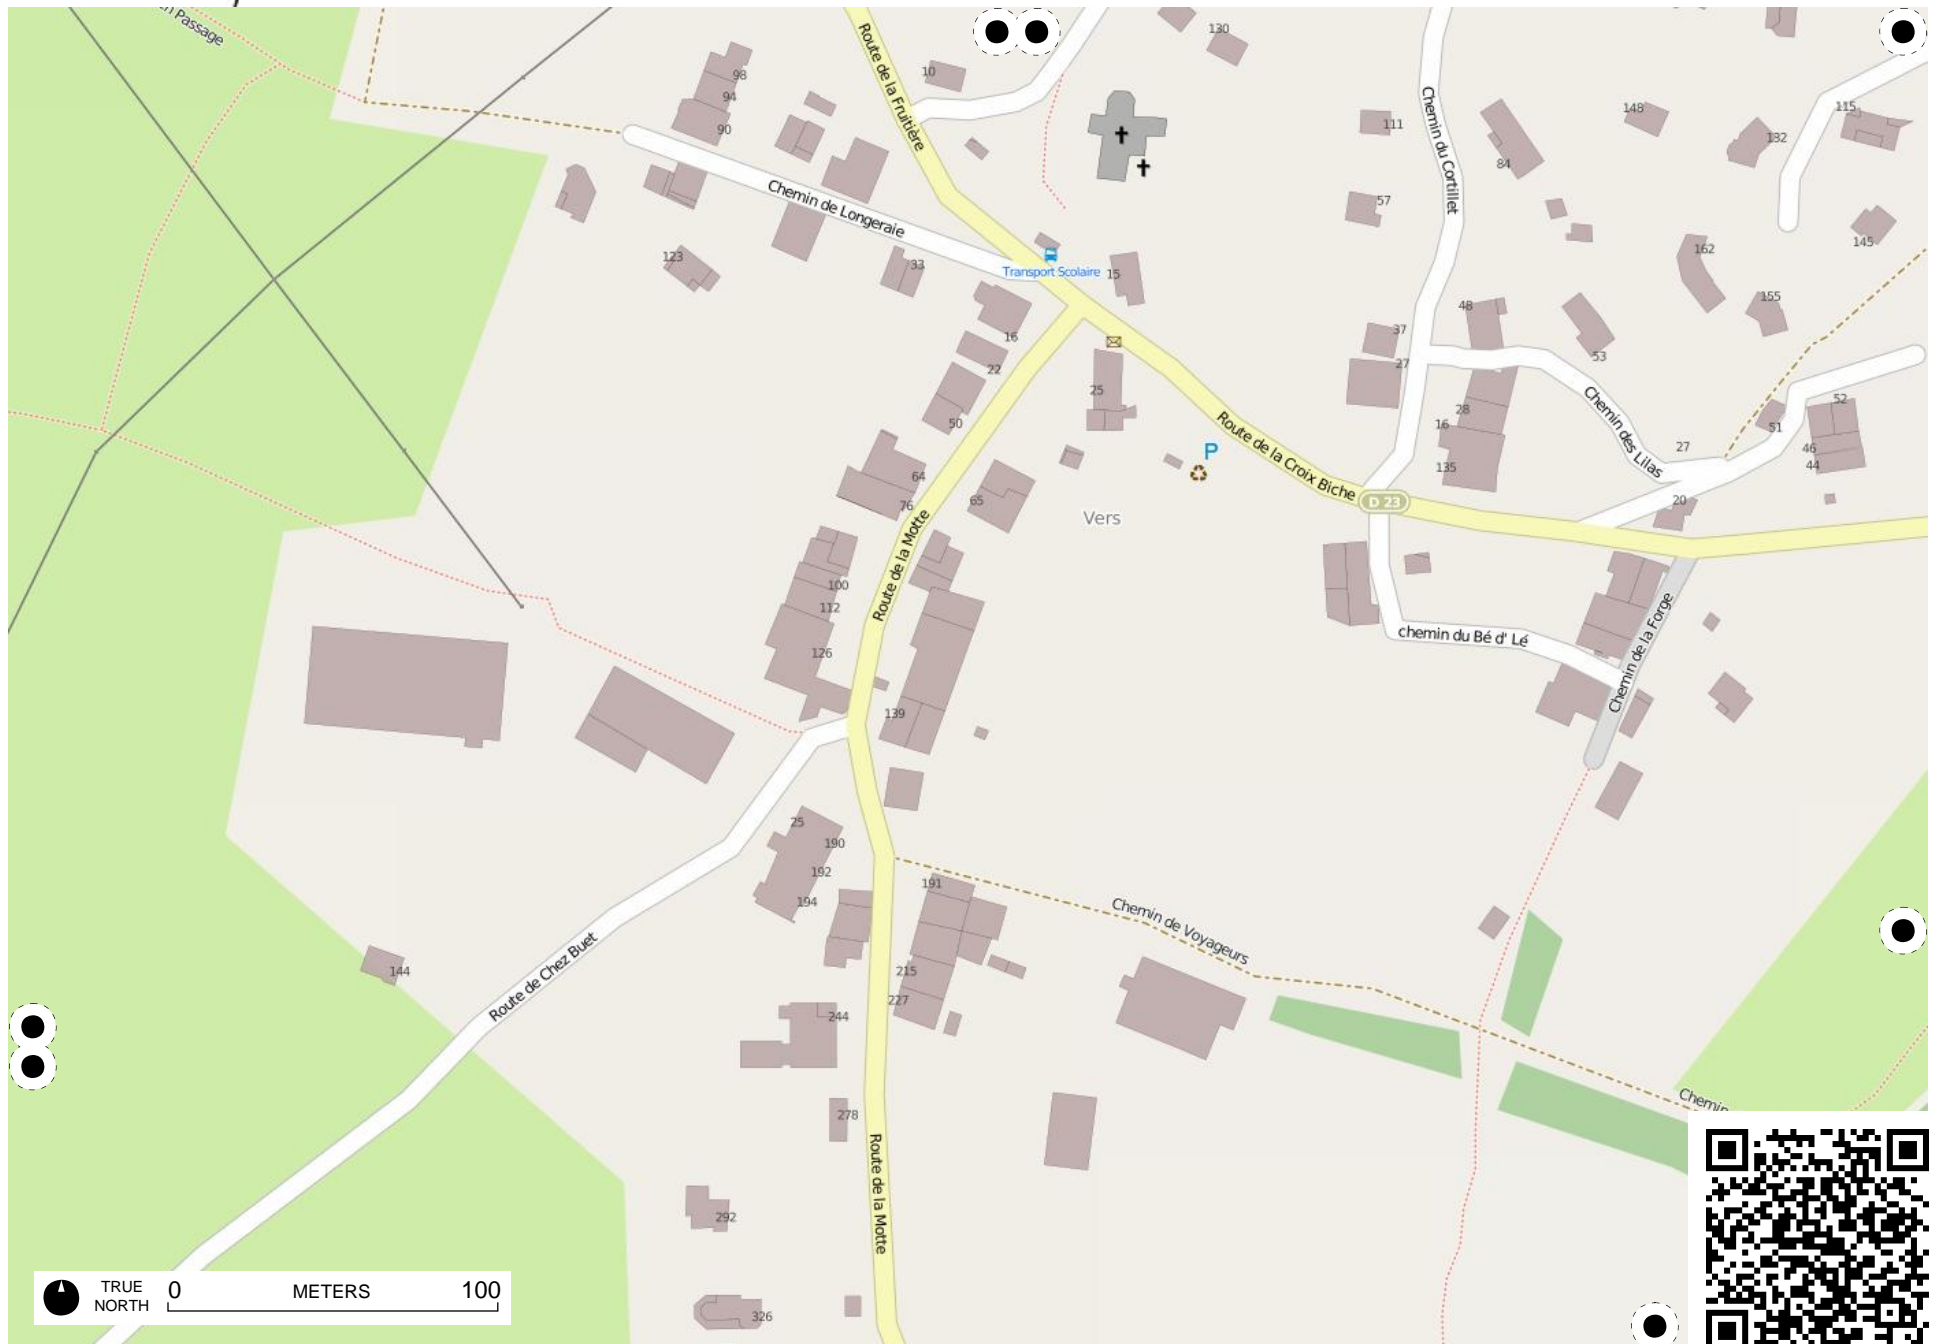 Passage
98
94
90
Route de la Fruitière
10
130
111
Chemin du Cortillet
84
148
132
115
57
145
Chemin de Longeraie
123
33
Transport Scolaire
15
162
155
16
22
50
25
37
27
48
53
Chemin des Lilas
28
16
135
27
51
52
46
44
20
Route de la Croix Biche
P
D 23
64
76
65
Vers
Route de la Motte
100
112
126
139
chemin du Bé d' Lé
Chemin de la Forge
25
190
192
194
191
Chemin de Voyageurs
144
Route de Chez Buet
215
227
244
278
Chemin
Route de la Motte
292
326
TRUE
NORTH
0 METERS 100